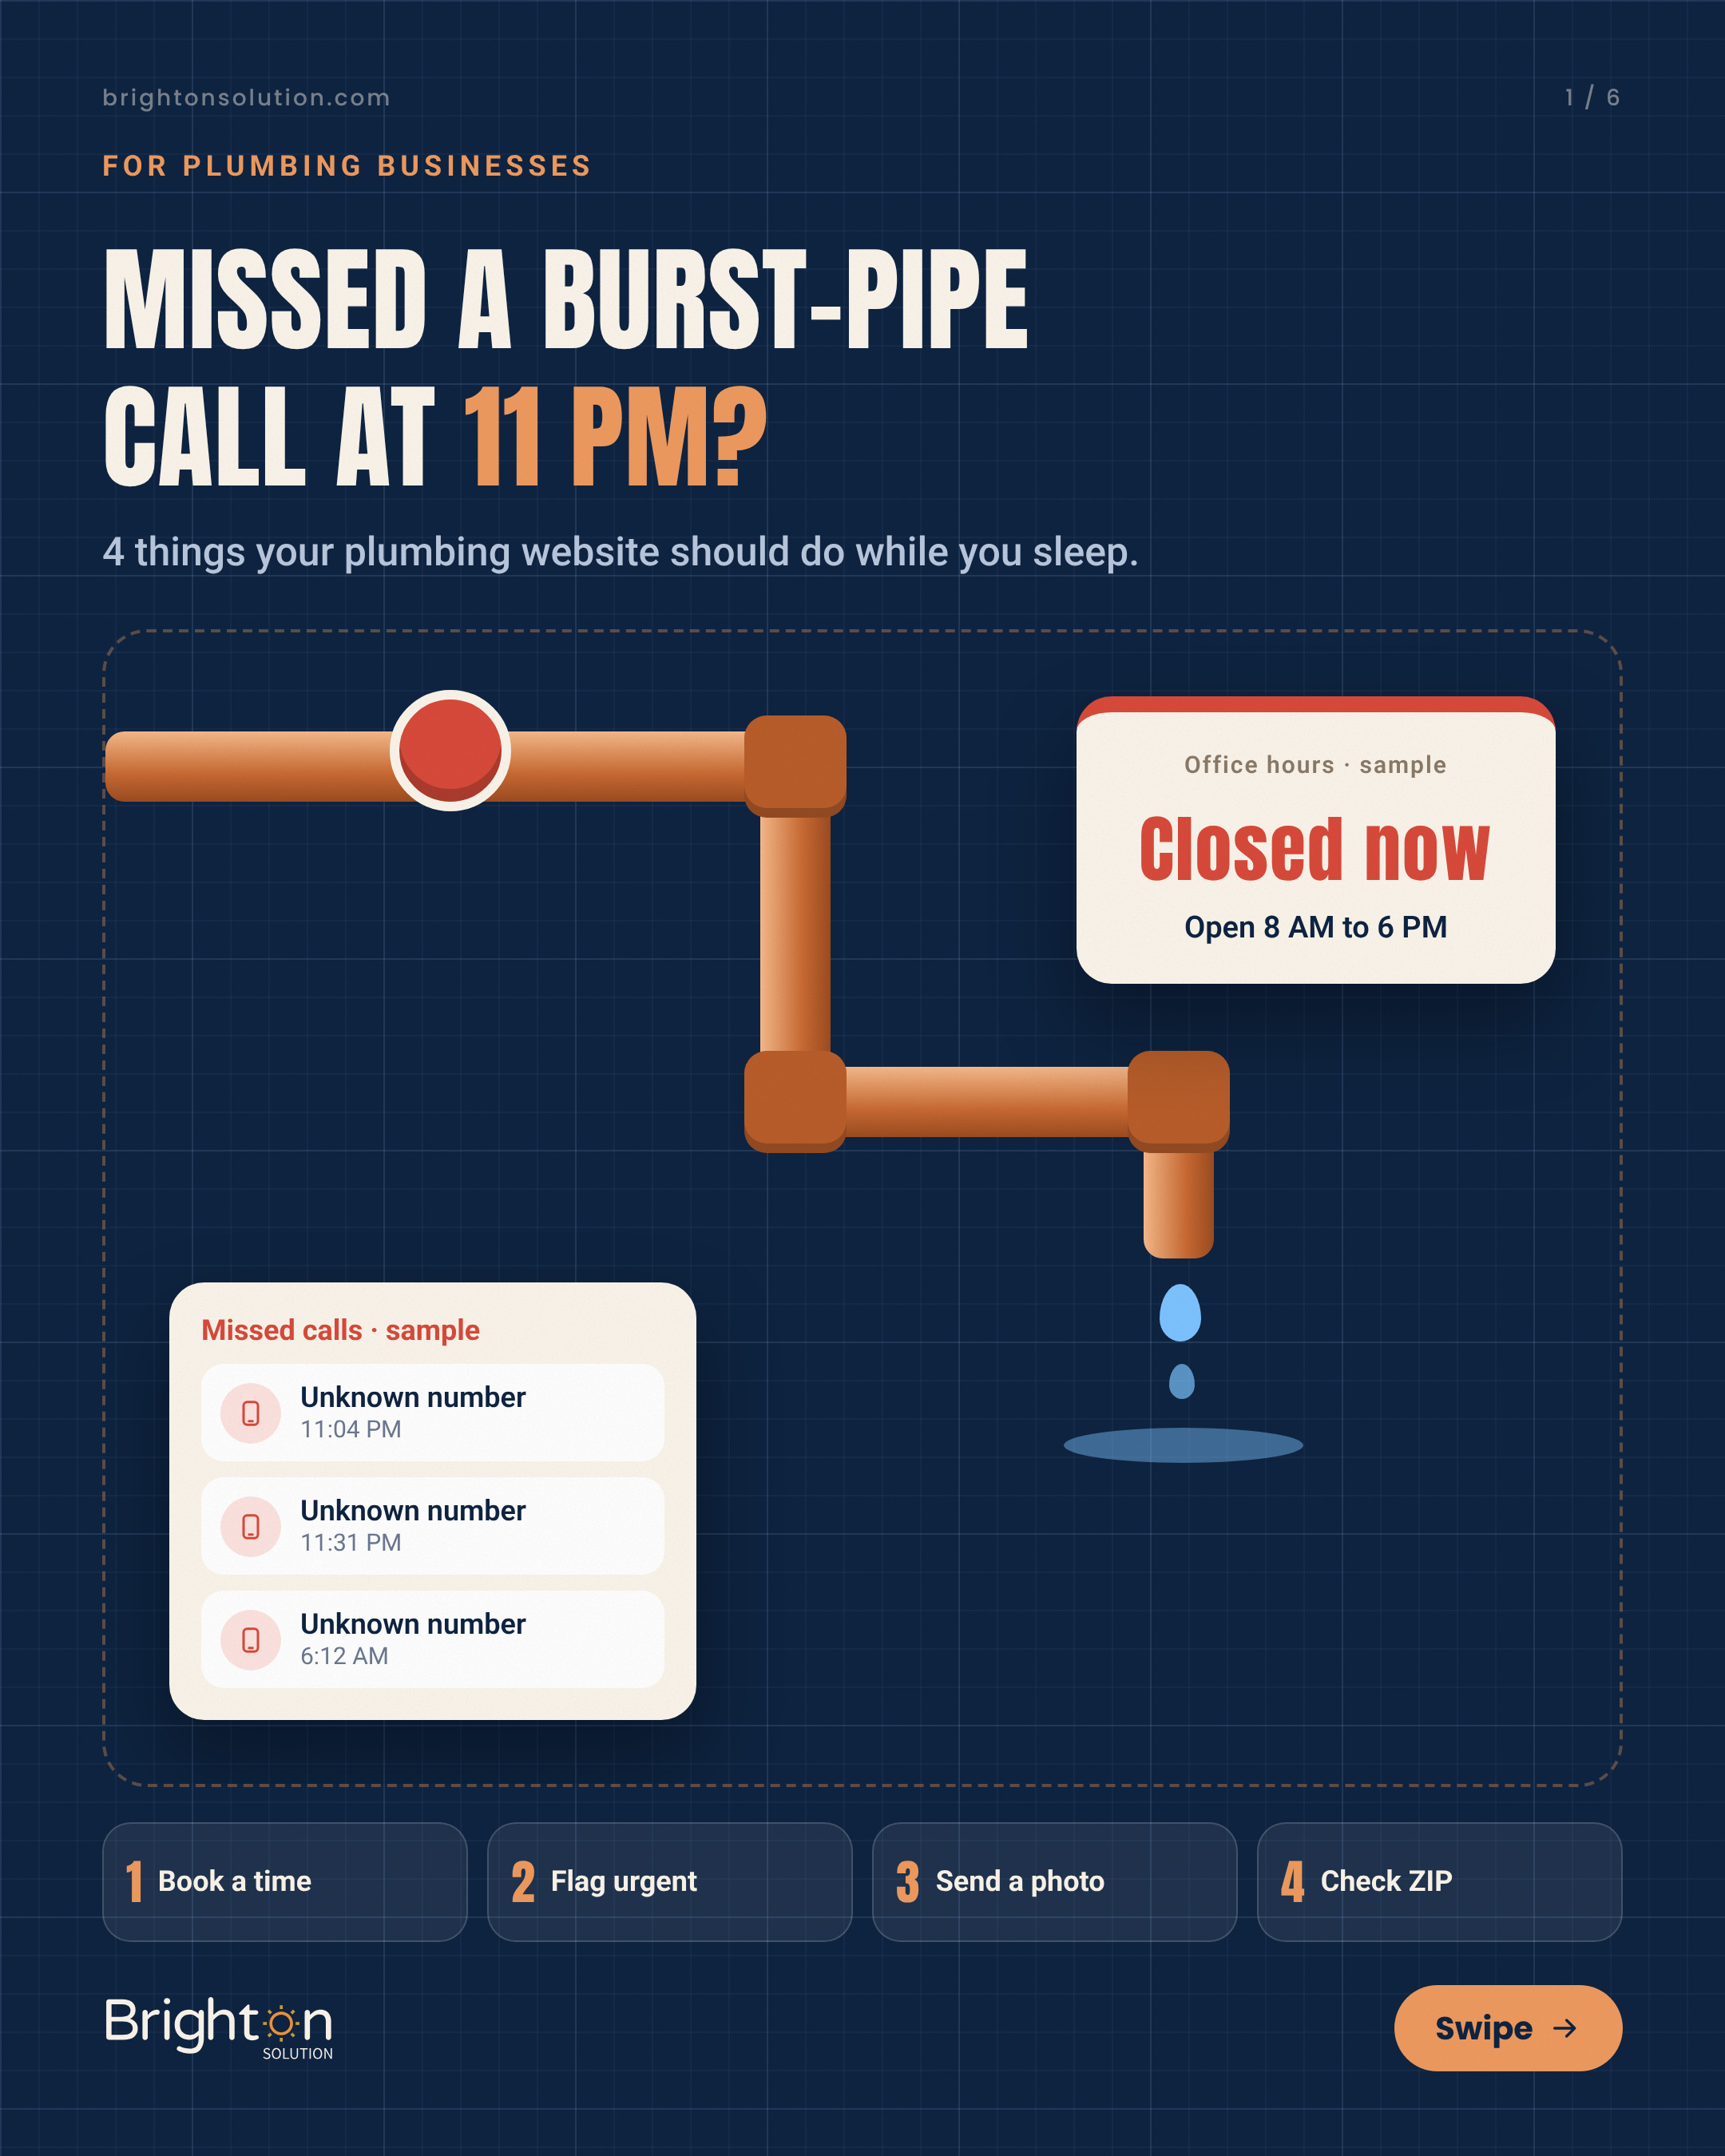 brightonsolution.com
1 / 6
FOR PLUMBING BUSINESSES
MISSED A BURST-PIPE
CALL AT 11 PM?
4 things your plumbing website should do while you sleep.
Office hours · sample
Closed now
Open 8 AM to 6 PM
Missed calls · sample
Unknown number
11:04 PM
Unknown number
11:31 PM
Unknown number
6:12 AM
1 Book a time
2 Flag urgent
3 Send a photo
4 Check ZIP
Brighton
SOLUTION
Swipe →